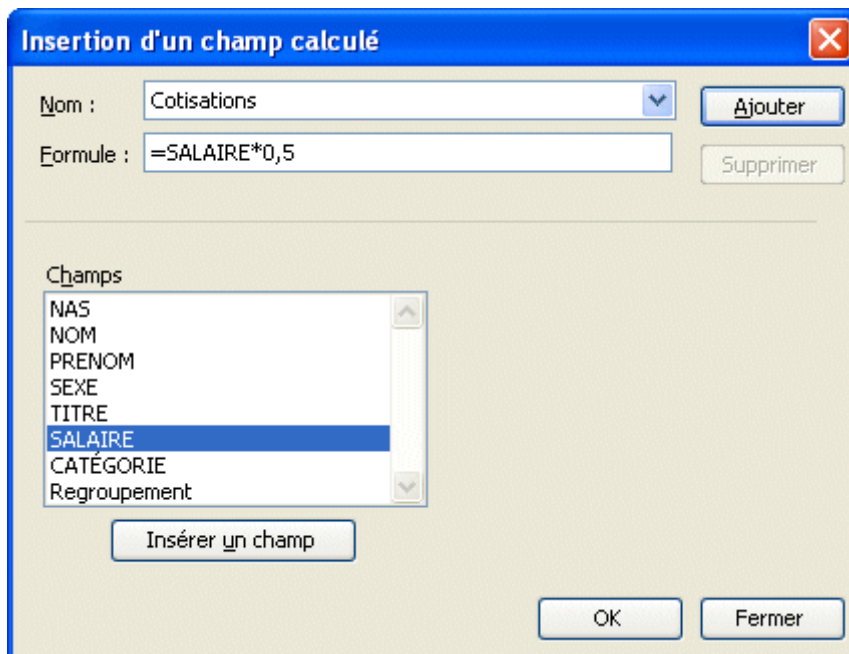 Insertion d'un champ calculé
Nom :
Cotisations
Ajouter
Formule :
=SALAIRE*0,5
Supprimer
Champs
NAS
NOM
PRENOM
SEXE
TITRE
SALAIRE
CATÉGORIE
Regroupement
Insérer un champ
OK
Fermer